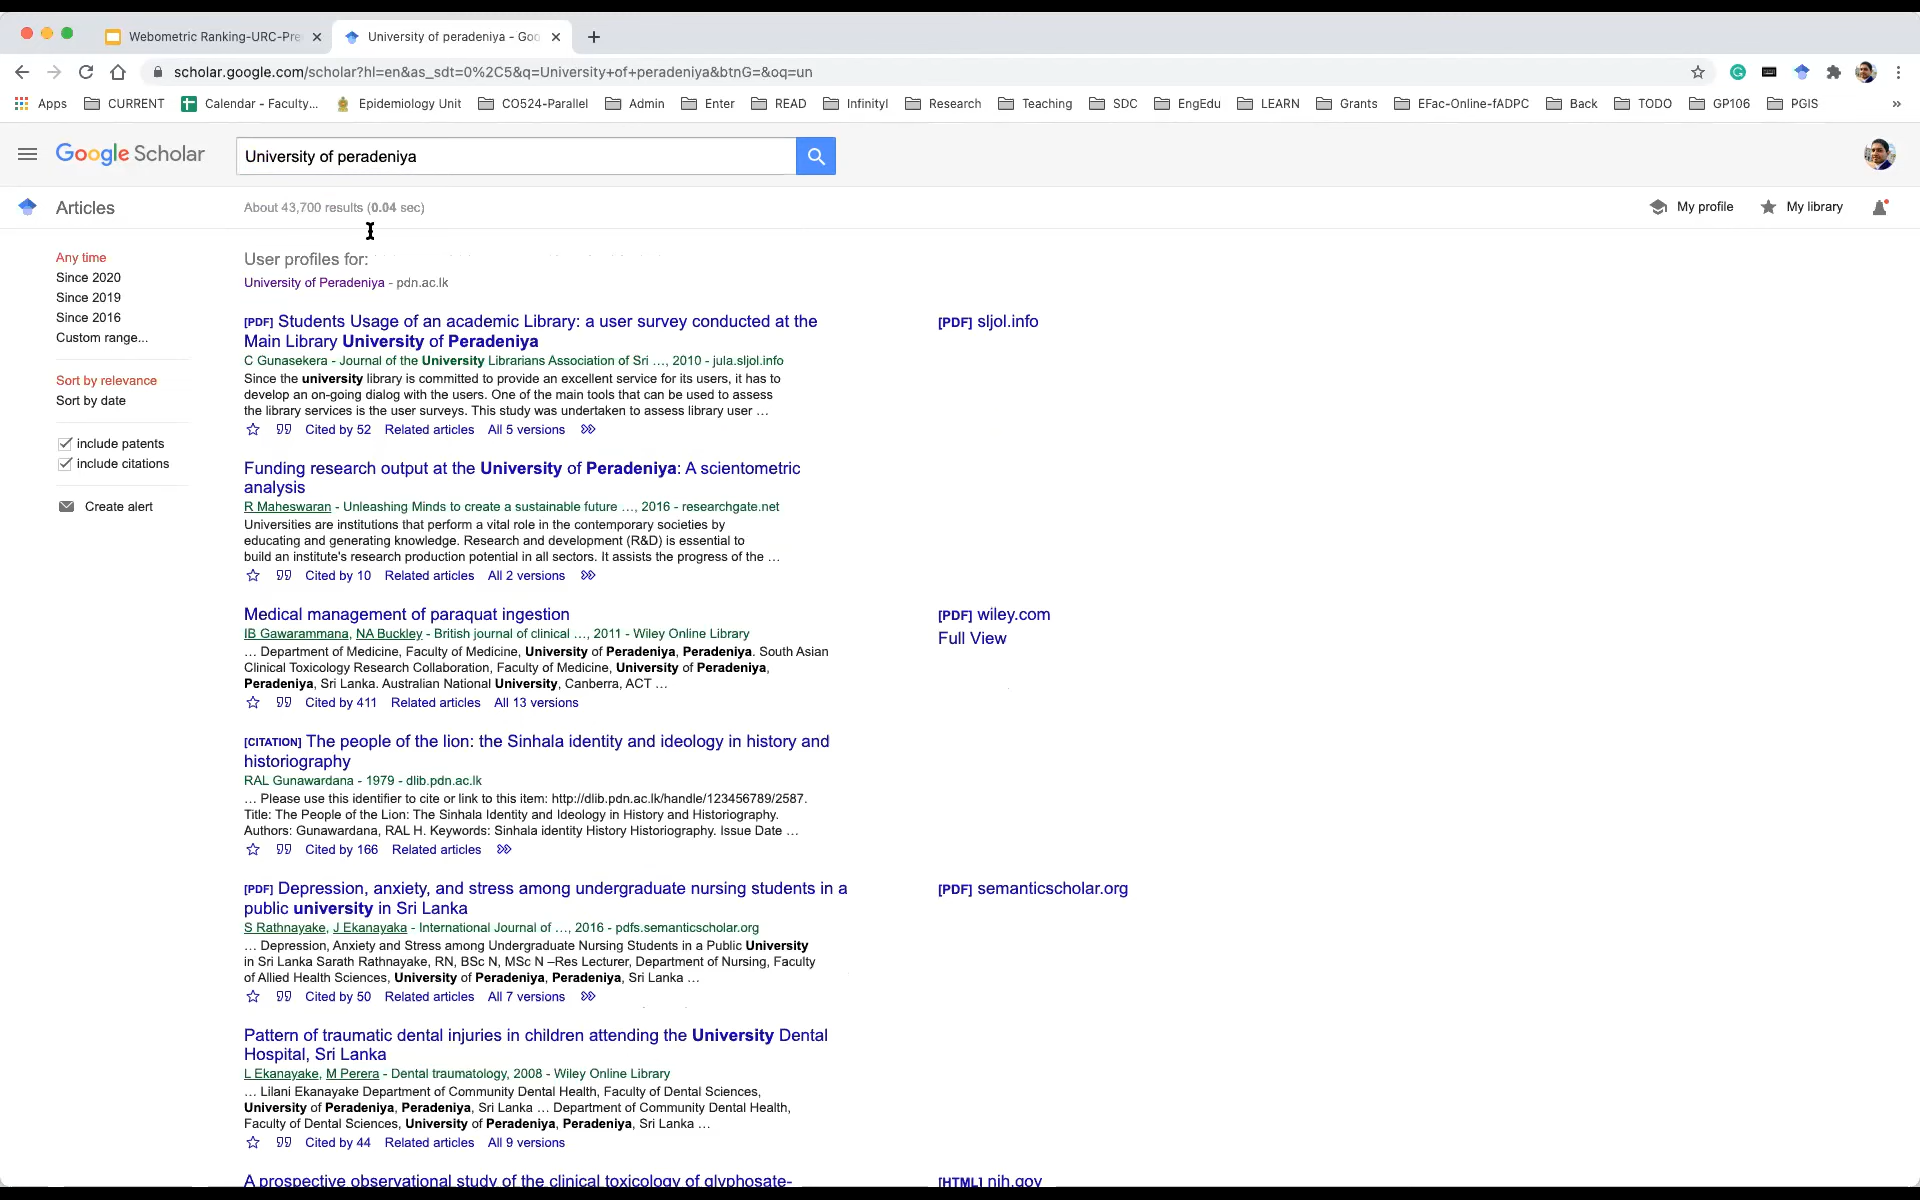 Webometric Ranking-URC-Pre
University of peradeniya - Goo
scholar.google.com/scholar?hl=en&as_sdt=0%2C5&q=University+of+peradeniya&btnG=&oq=un
Apps CURRENT Calendar - Faculty... Epidemiology Unit CO524-Parallel Admin Enter READ InfinityI Research Teaching SDC EngEdu LEARN Grants EFac-Online-fADPC Back TODO GP106 PGIS »
Google Scholar
University of peradeniya
Articles
About 43,700 results (0.04 sec)
My profile
My library
Any time
Since 2020
Since 2019
Since 2016
Custom range...
Sort by relevance
Sort by date
include patents
include citations
Create alert
User profiles for:
University of Peradeniya - pdn.ac.lk
[PDF] Students Usage of an academic Library: a user survey conducted at the
Main Library University of Peradeniya
C Gunasekera - Journal of the University Librarians Association of Sri …, 2010 - jula.sljol.info
Since the university library is committed to provide an excellent service for its users, it has to
develop an on-going dialog with the users. One of the main tools that can be used to assess
the library services is the user surveys. This study was undertaken to assess library user …
Cited by 52 Related articles All 5 versions
[PDF] sljol.info
Funding research output at the University of Peradeniya: A scientometric
analysis
R Maheswaran - Unleashing Minds to create a sustainable future …, 2016 - researchgate.net
Universities are institutions that perform a vital role in the contemporary societies by
educating and generating knowledge. Research and development (R&D) is essential to
build an institute's research production potential in all sectors. It assists the progress of the …
Cited by 10 Related articles All 2 versions
Medical management of paraquat ingestion
IB Gawarammana, NA Buckley - British journal of clinical …, 2011 - Wiley Online Library
… Department of Medicine, Faculty of Medicine, University of Peradeniya, Peradeniya. South Asian
Clinical Toxicology Research Collaboration, Faculty of Medicine, University of Peradeniya,
Peradeniya, Sri Lanka. Australian National University, Canberra, ACT …
Cited by 411 Related articles All 13 versions
[PDF] wiley.com
Full View
[CITATION] The people of the lion: the Sinhala identity and ideology in history and
historiography
RAL Gunawardana - 1979 - dlib.pdn.ac.lk
… Please use this identifier to cite or link to this item: http://dlib.pdn.ac.lk/handle/123456789/2587.
Title: The People of the Lion: The Sinhala Identity and Ideology in History and Historiography.
Authors: Gunawardana, RAL H. Keywords: Sinhala identity History Historiography. Issue Date …
Cited by 166 Related articles
[PDF] Depression, anxiety, and stress among undergraduate nursing students in a
public university in Sri Lanka
S Rathnayake, J Ekanayaka - International Journal of …, 2016 - pdfs.semanticscholar.org
… Depression, Anxiety and Stress among Undergraduate Nursing Students in a Public University
in Sri Lanka Sarath Rathnayake, RN, BSc N, MSc N –Res Lecturer, Department of Nursing, Faculty
of Allied Health Sciences, University of Peradeniya, Peradeniya, Sri Lanka …
Cited by 50 Related articles All 7 versions
[PDF] semanticscholar.org
Pattern of traumatic dental injuries in children attending the University Dental
Hospital, Sri Lanka
L Ekanayake, M Perera - Dental traumatology, 2008 - Wiley Online Library
… Lilani Ekanayake Department of Community Dental Health, Faculty of Dental Sciences,
University of Peradeniya, Peradeniya, Sri Lanka … Department of Community Dental Health,
Faculty of Dental Sciences, University of Peradeniya, Peradeniya, Sri Lanka …
Cited by 44 Related articles All 9 versions
A prospective observational study of the clinical toxicology of glyphosate-
[HTML] nih.gov